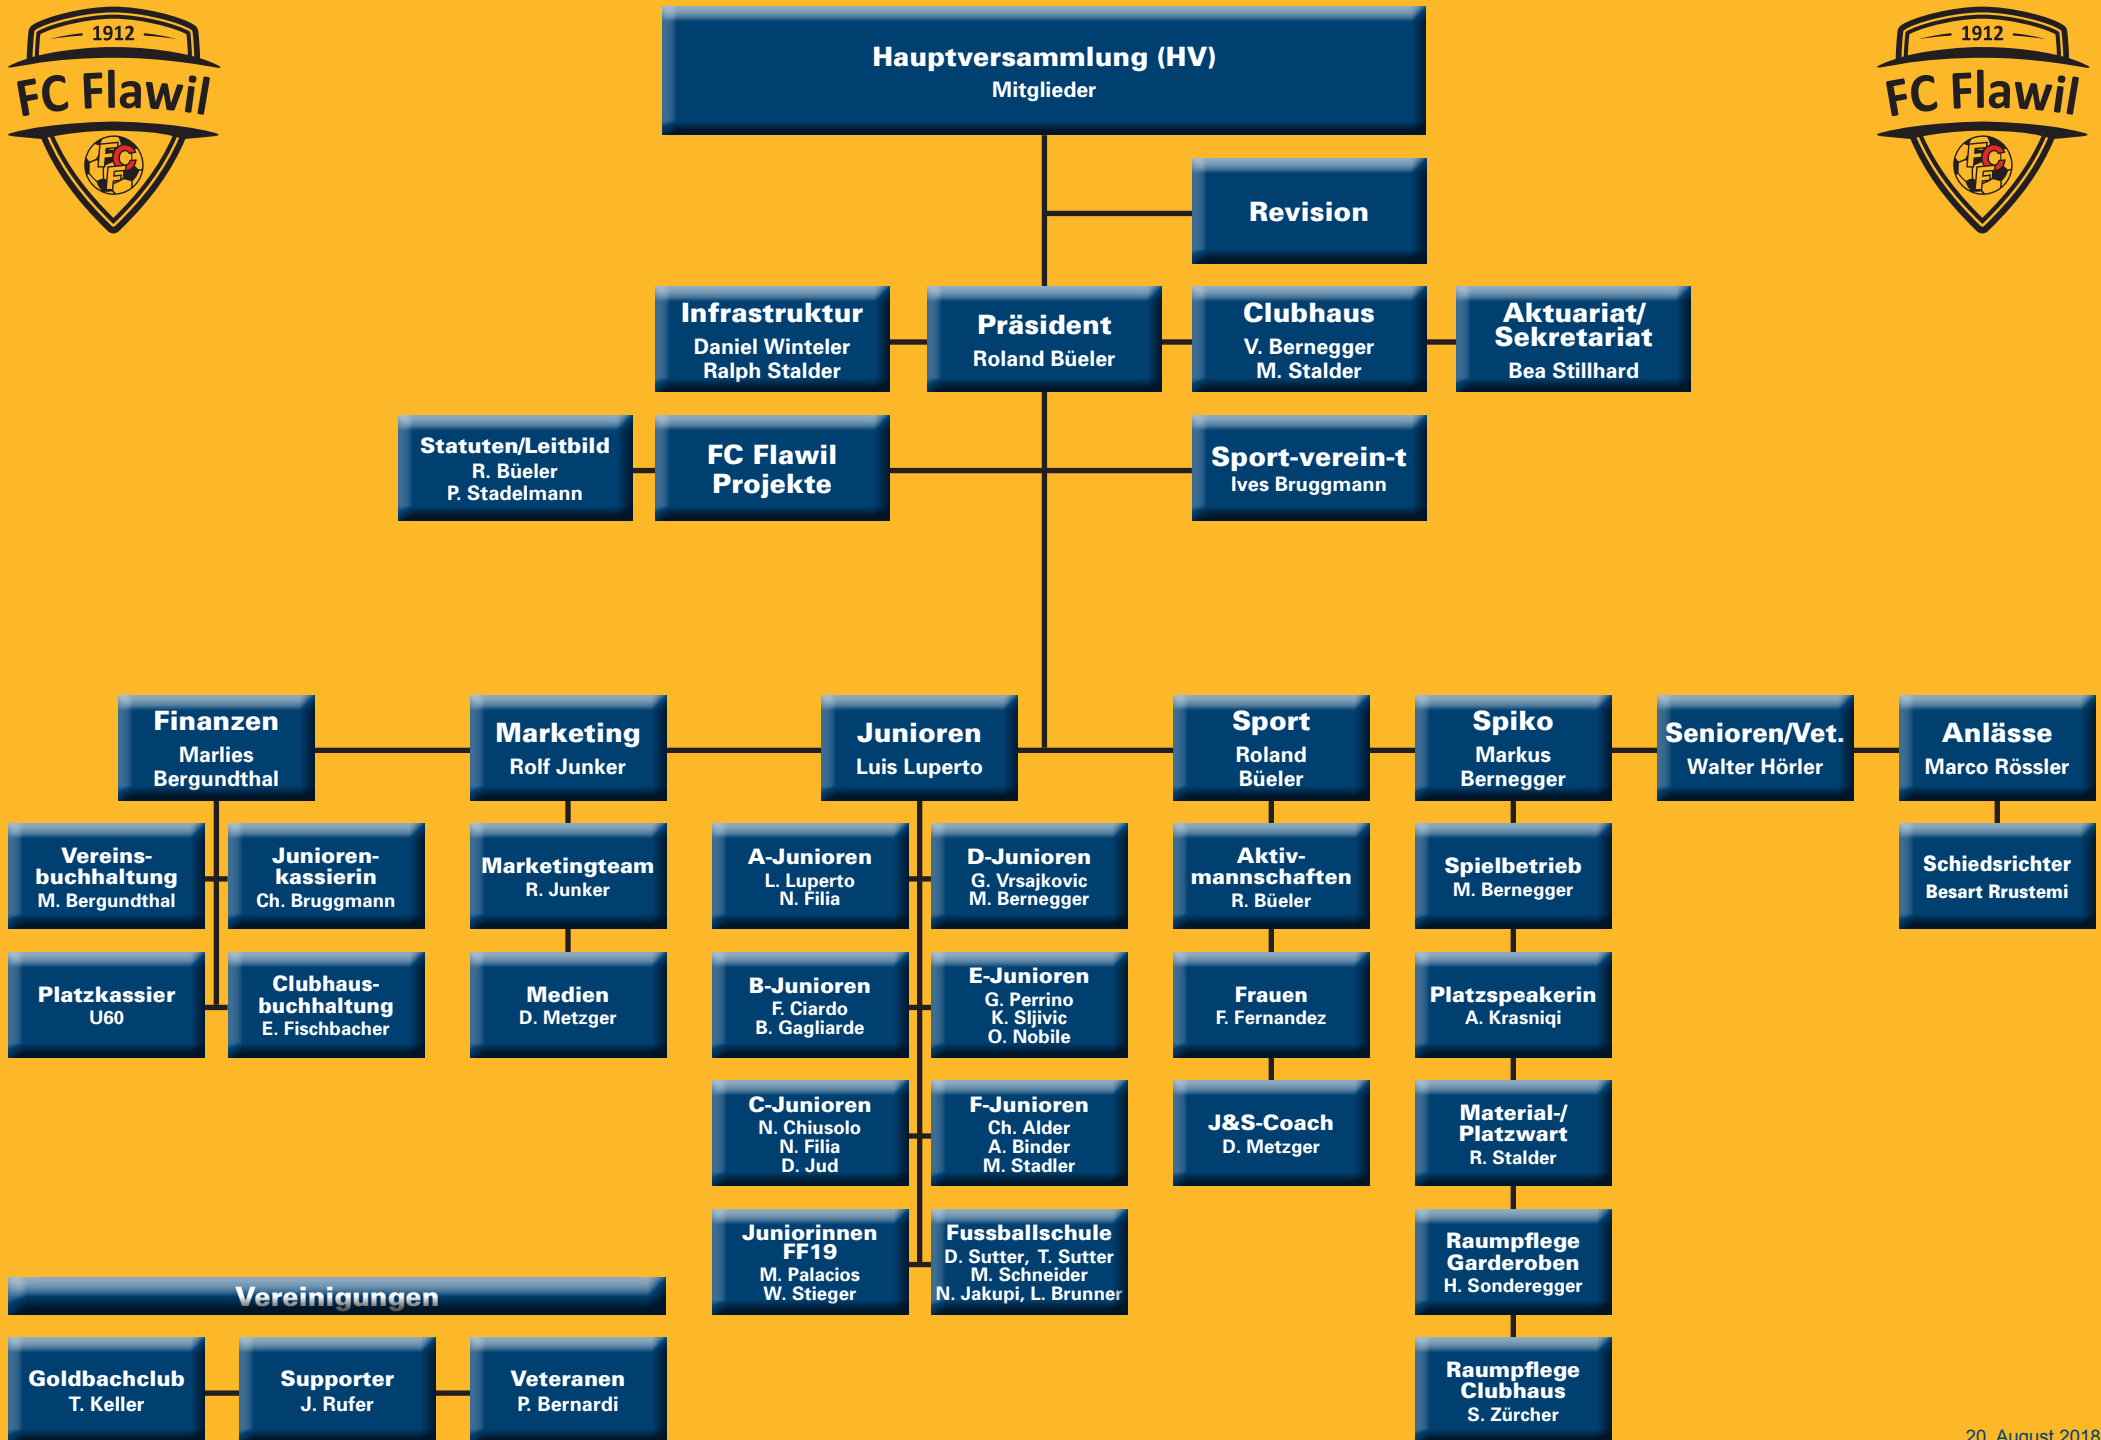 1912
FC Flawil
FCF
1912
FC Flawil
FCF
Hauptversammlung (HV)
Mitglieder
Revision
Infrastruktur
Daniel Winteler
Ralph Stalder
Präsident
Roland Büeler
Clubhaus
V. Bernegger
M. Stalder
Aktuariat/
Sekretariat
Bea Stillhard
Statuten/Leitbild
R. Büeler
P. Stadelmann
FC Flawil
Projekte
Sport-verein-t
Ives Bruggmann
Finanzen
Marlies
Bergundthal
Marketing
Rolf Junker
Junioren
Luis Luperto
Sport
Roland
Büeler
Spiko
Markus
Bernegger
Senioren/Vet.
Walter Hörler
Anlässe
Marco Rössler
Vereins-
buchhaltung
M. Bergundthal
Junioren-
kassierin
Ch. Bruggmann
Marketingteam
R. Junker
A-Junioren
L. Luperto
N. Filia
D-Junioren
G. Vrsajkovic
M. Bernegger
Aktiv-
mannschaften
R. Büeler
Spielbetrieb
M. Bernegger
Schiedsrichter
Besart Rrustemi
Platzkassier
U60
Clubhaus-
buchhaltung
E. Fischbacher
Medien
D. Metzger
B-Junioren
F. Ciardo
B. Gagliarde
E-Junioren
G. Perrino
K. Sljivic
O. Nobile
Frauen
F. Fernandez
Platzspeakerin
A. Krasniqi
C-Junioren
N. Chiusolo
N. Filia
D. Jud
F-Junioren
Ch. Alder
A. Binder
M. Stadler
J&S-Coach
D. Metzger
Material-/
Platzwart
R. Stalder
Juniorinnen
FF19
M. Palacios
W. Stieger
Fussballschule
D. Sutter, T. Sutter
M. Schneider
N. Jakupi, L. Brunner
Raumpflege
Garderoben
H. Sonderegger
Vereinigungen
Goldbachclub
T. Keller
Supporter
J. Rufer
Veteranen
P. Bernardi
Raumpflege
Clubhaus
S. Zürcher
20. August 2018